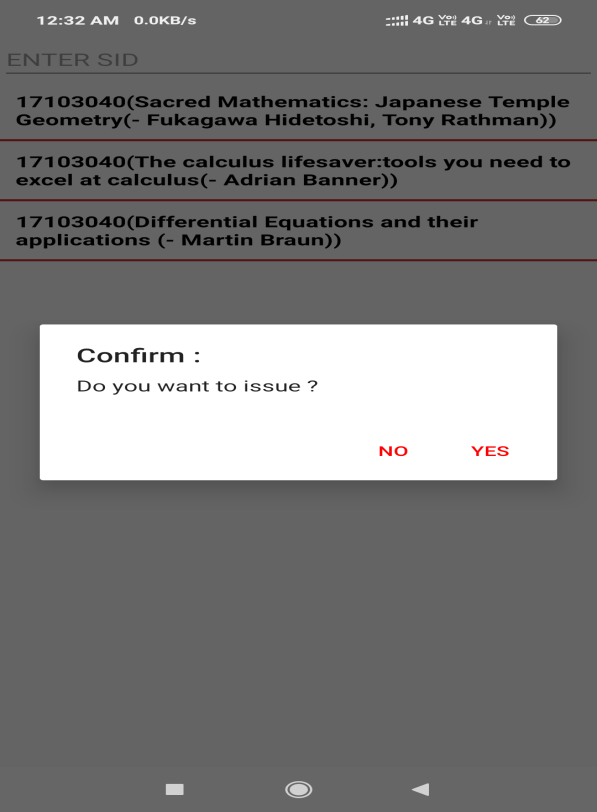 12:32 AM 0.0KB/s 4G Vo)) LTE 4G Vo)) LTE 62
ENTER SID
17103040(Sacred Mathematics: Japanese Temple
Geometry(- Fukagawa Hidetoshi, Tony Rathman))
17103040(The calculus lifesaver:tools you need to
excel at calculus(- Adrian Banner))
17103040(Differential Equations and their
applications (- Martin Braun))
Confirm :
Do you want to issue ?
NO YES